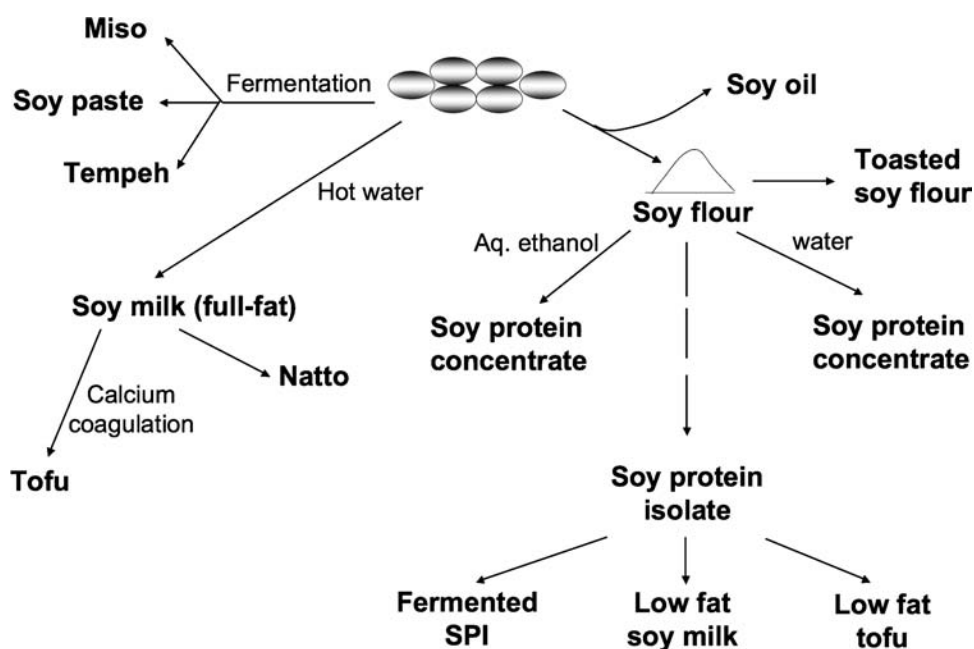 Miso
Fermentation
Soy paste
Tempeh
Soy oil
Toasted
soy flour
Soy flour
Hot water
Aq. ethanol
water
Soy milk (full-fat)
Soy protein
concentrate
Soy protein
concentrate
Natto
Calcium
coagulation
Tofu
Soy protein
isolate
Fermented
SPI
Low fat
soy milk
Low fat
tofu